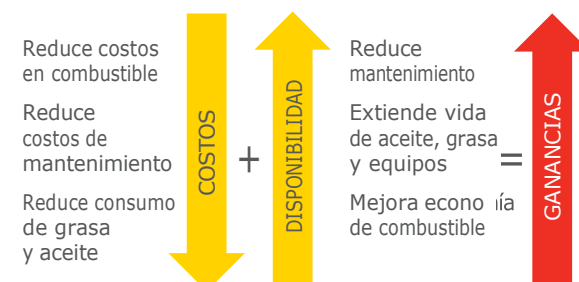 Reduce costos
en combustible
Reduce
costos de
mantenimiento
Reduce consumo
de grasa
y aceite
COSTOS
+
DISPONIBILIDAD
Reduce
mantenimiento
Extiende vida
de aceite, grasa
y equipos
Mejora econo ía
de combustible
=
GANANCIAS